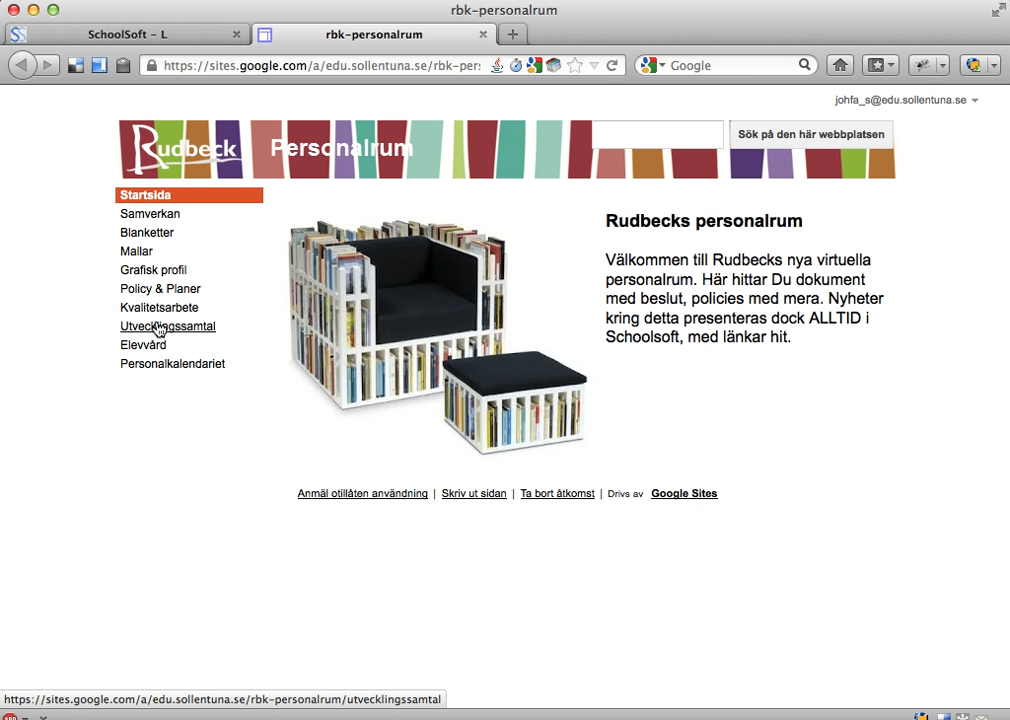 rbk-personalrum
SchoolSoft – L
rbk-personalrum
https://sites.google.com/a/edu.sollentuna.se/rbk-pers
Google
johfa_s@edu.sollentuna.se
Rudbeck
Personalrum
Sök på den här webbplatsen
Startsida
Samverkan
Blanketter
Mallar
Grafisk profil
Policy & Planer
Kvalitetsarbete
Utvecklingssamtal
Elevvård
Personalkalendariet
Rudbecks personalrum
Välkommen till Rudbecks nya virtuella
personalrum. Här hittar Du dokument
med beslut, policies med mera. Nyheter
kring detta presenteras dock ALLTID i
Schoolsoft, med länkar hit.
Anmäl otillåten användning | Skriv ut sidan | Ta bort åtkomst | Drivs av Google Sites
https://sites.google.com/a/edu.sollentuna.se/rbk-personalrum/utvecklingssamtal